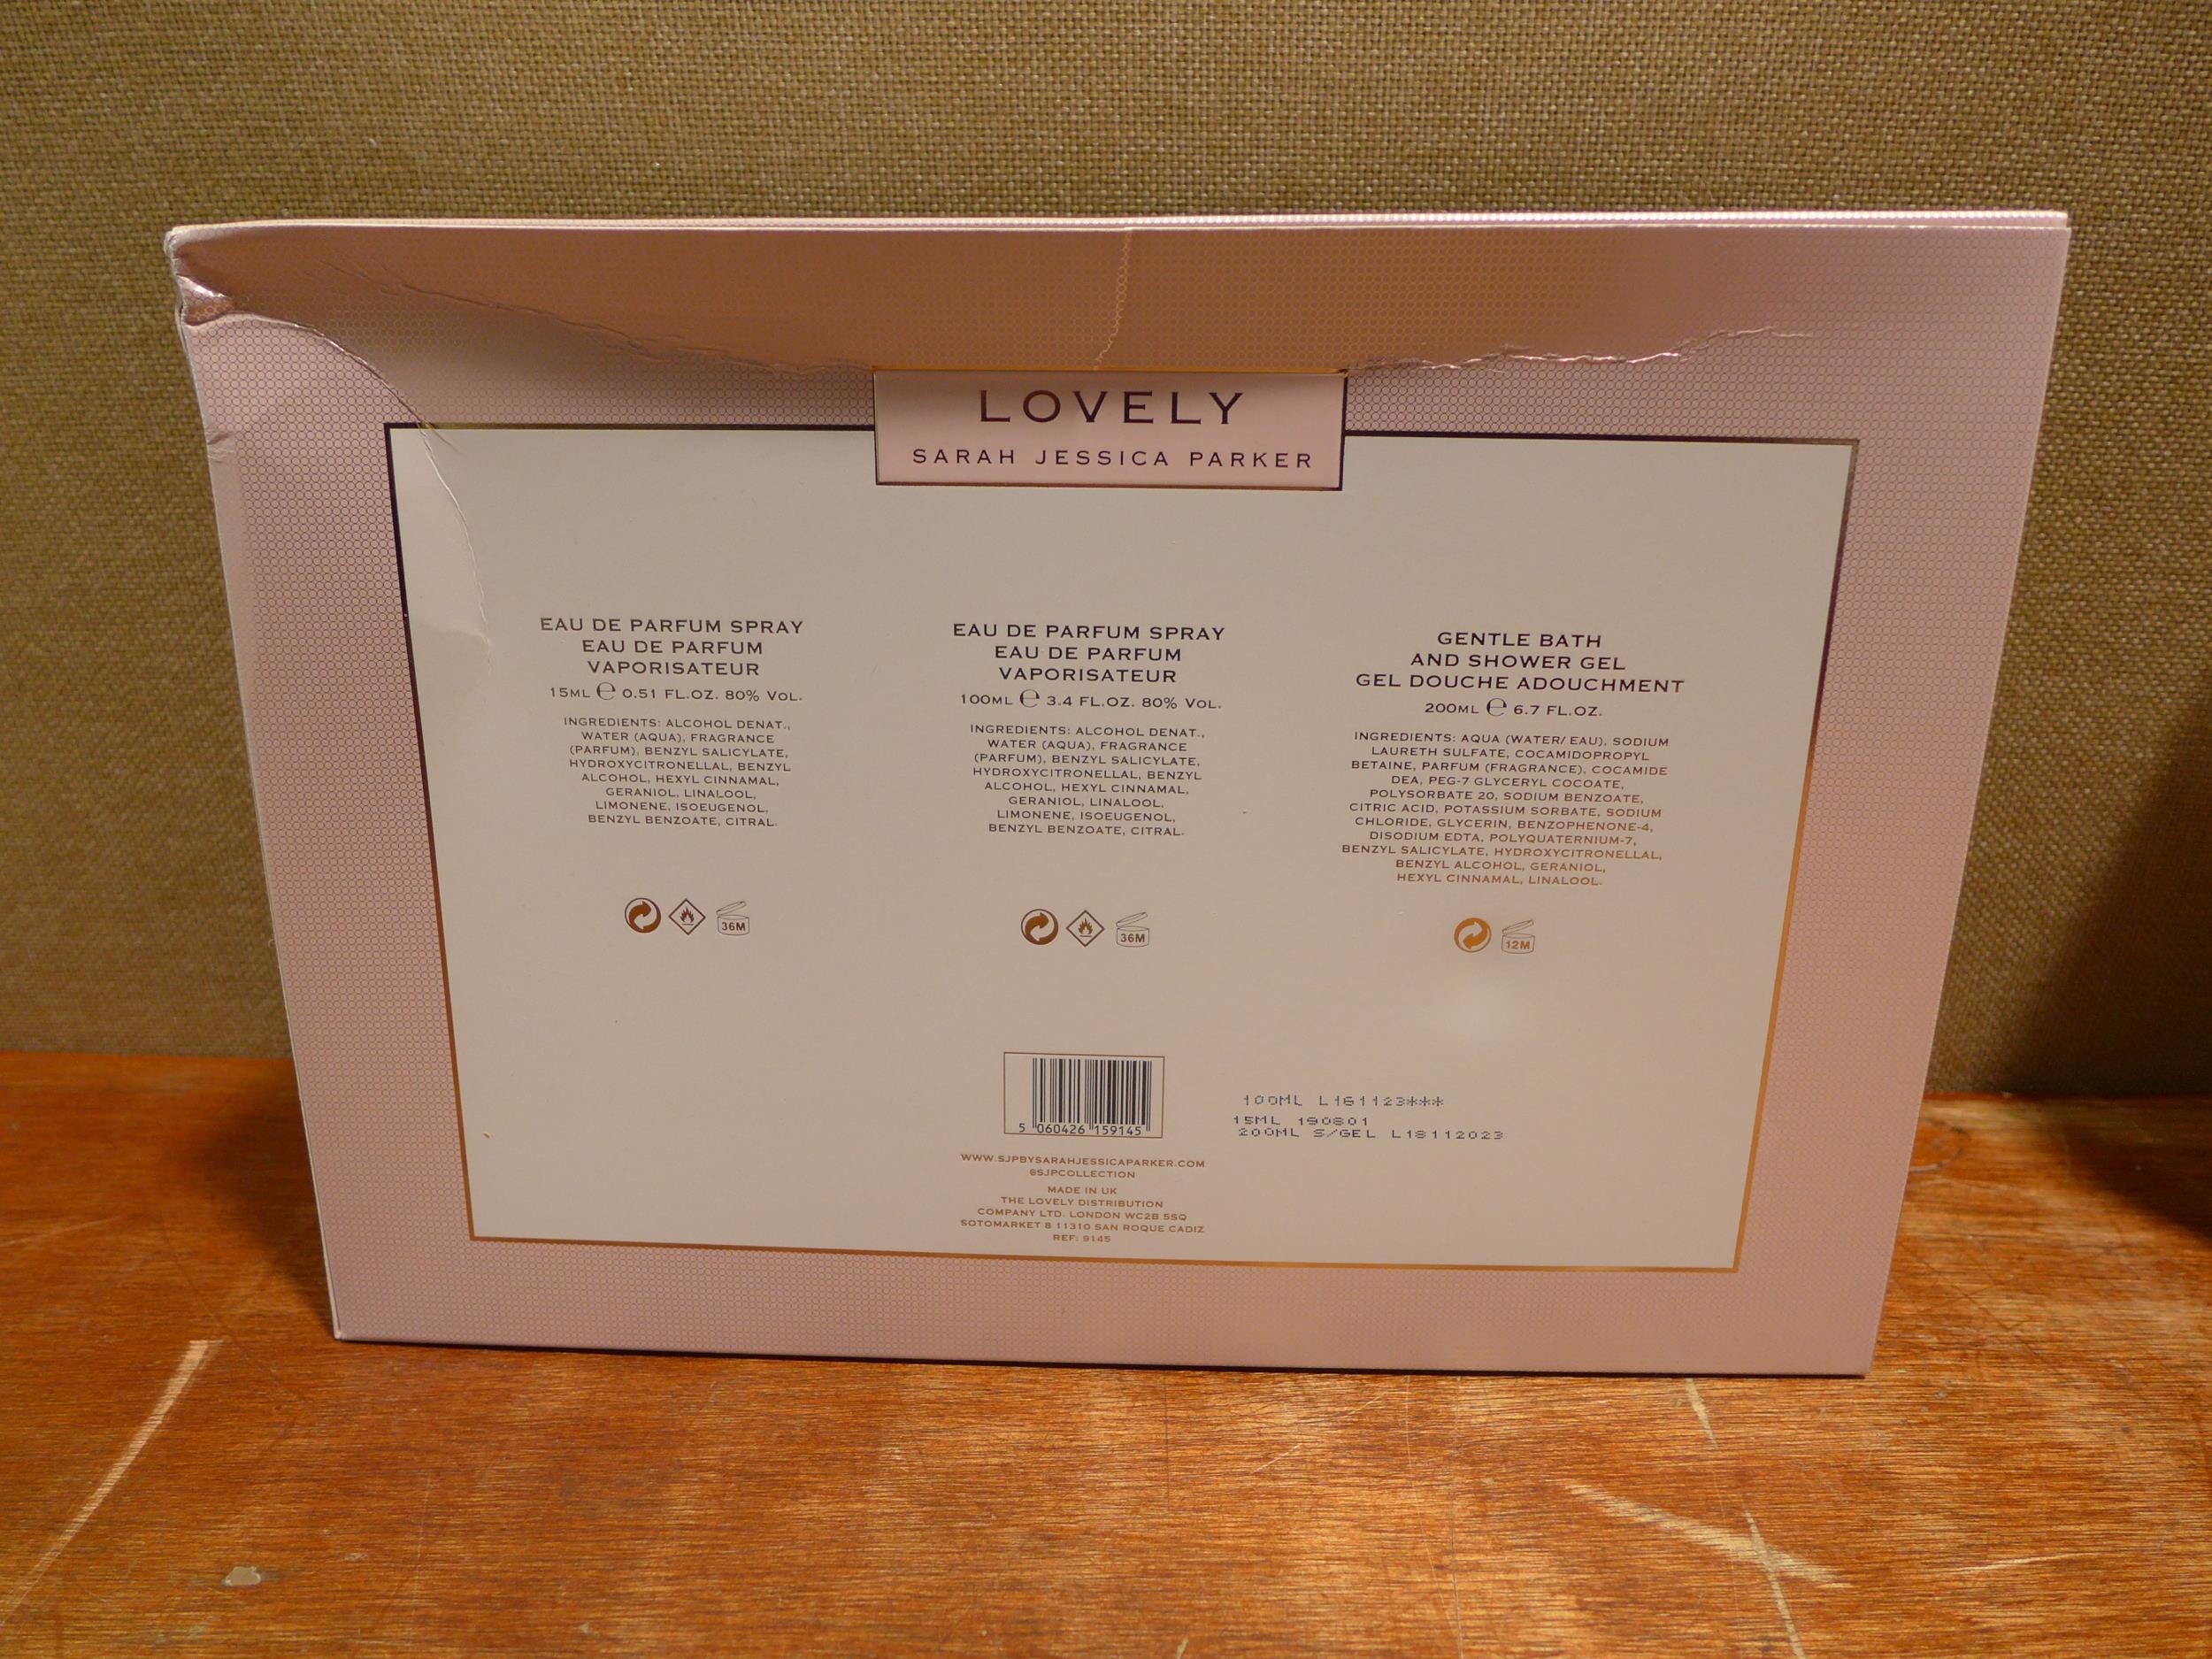 LOVELY
SARAH JESSICA PARKER
EAU DE PARFUM SPRAY
EAU DE PARFUM
VAPORISATEUR
15ML ℮ 0.51 FL.OZ. 80% VOL.
INGREDIENTS: ALCOHOL DENAT.,
WATER (AQUA), FRAGRANCE
(PARFUM), BENZYL SALICYLATE,
HYDROXYCITRONELLAL, BENZYL
ALCOHOL, HEXYL CINNAMAL,
GERANIOL, LINALOOL,
LIMONENE, ISOEUGENOL,
BENZYL BENZOATE, CITRAL.
36M
EAU DE PARFUM SPRAY
EAU DE PARFUM
VAPORISATEUR
100ML ℮ 3.4 FL.OZ. 80% VOL.
INGREDIENTS: ALCOHOL DENAT.,
WATER (AQUA), FRAGRANCE
(PARFUM), BENZYL SALICYLATE,
HYDROXYCITRONELLAL, BENZYL
ALCOHOL, HEXYL CINNAMAL,
GERANIOL, LINALOOL,
LIMONENE, ISOEUGENOL,
BENZYL BENZOATE, CITRAL.
36M
GENTLE BATH
AND SHOWER GEL
GEL DOUCHE ADOUCHMENT
200ML ℮ 6.7 FL.OZ.
INGREDIENTS: AQUA (WATER/ EAU), SODIUM
LAURETH SULFATE, COCAMIDOPROPYL
BETAINE, PARFUM (FRAGRANCE), COCAMIDE
DEA, PEG-7 GLYCERYL COCOATE,
POLYSORBATE 20, SODIUM BENZOATE,
CITRIC ACID, POTASSIUM SORBATE, SODIUM
CHLORIDE, GLYCERIN, BENZOPHENONE-4,
DISODIUM EDTA, POLYQUATERNIUM-7,
BENZYL SALICYLATE, HYDROXYCITRONELLAL,
BENZYL ALCOHOL, GERANIOL,
HEXYL CINNAMAL, LINALOOL.
12M
5 060426 159145
100ML L161123***
15ML 190801
200ML S/GEL L18112023
WWW.SJPBYSARAHJESSICAPARKER.COM
@SJPCOLLECTION
MADE IN UK
THE LOVELY DISTRIBUTION
COMPANY LTD. LONDON WC2B 5SQ
SOTOMARKET 8 11310 SAN ROQUE CADIZ
REF: 9145